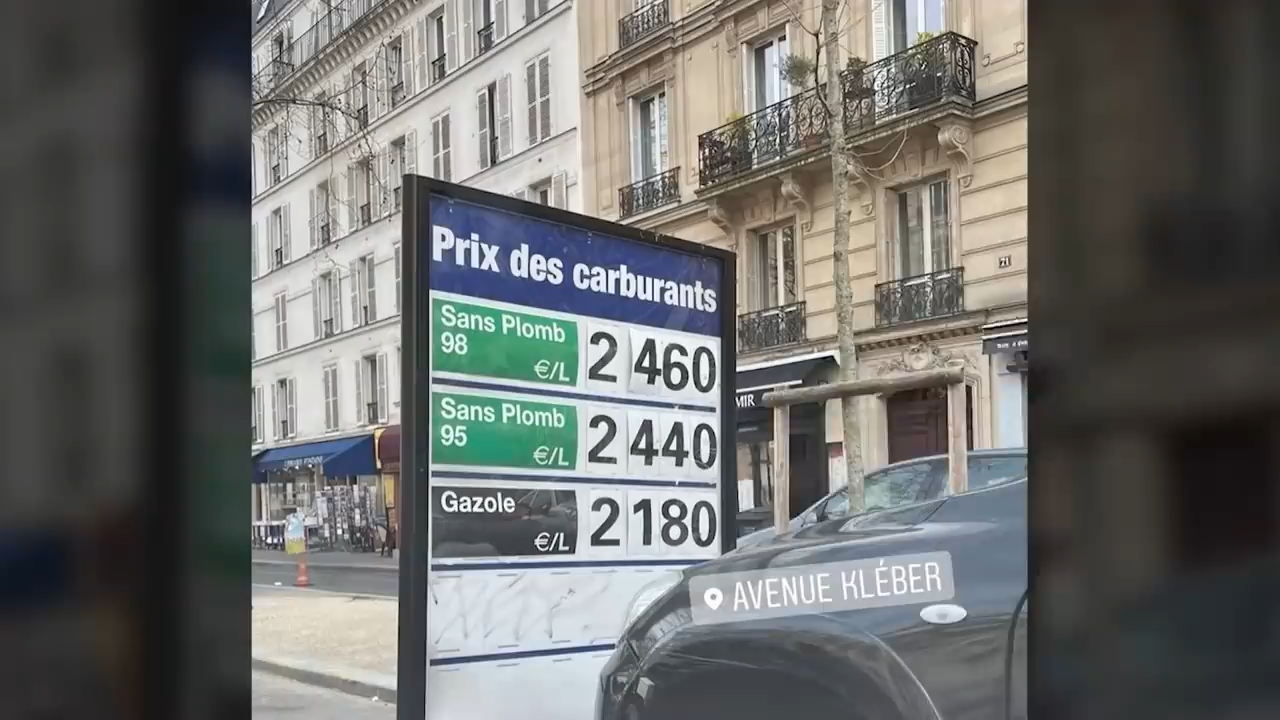 Prix des carburants
Sans Plomb
98
€/L
2 460
Sans Plomb
95
€/L
2 440
Gazole
€/L
2 180
21
MIR
AVENUE KLÉBER